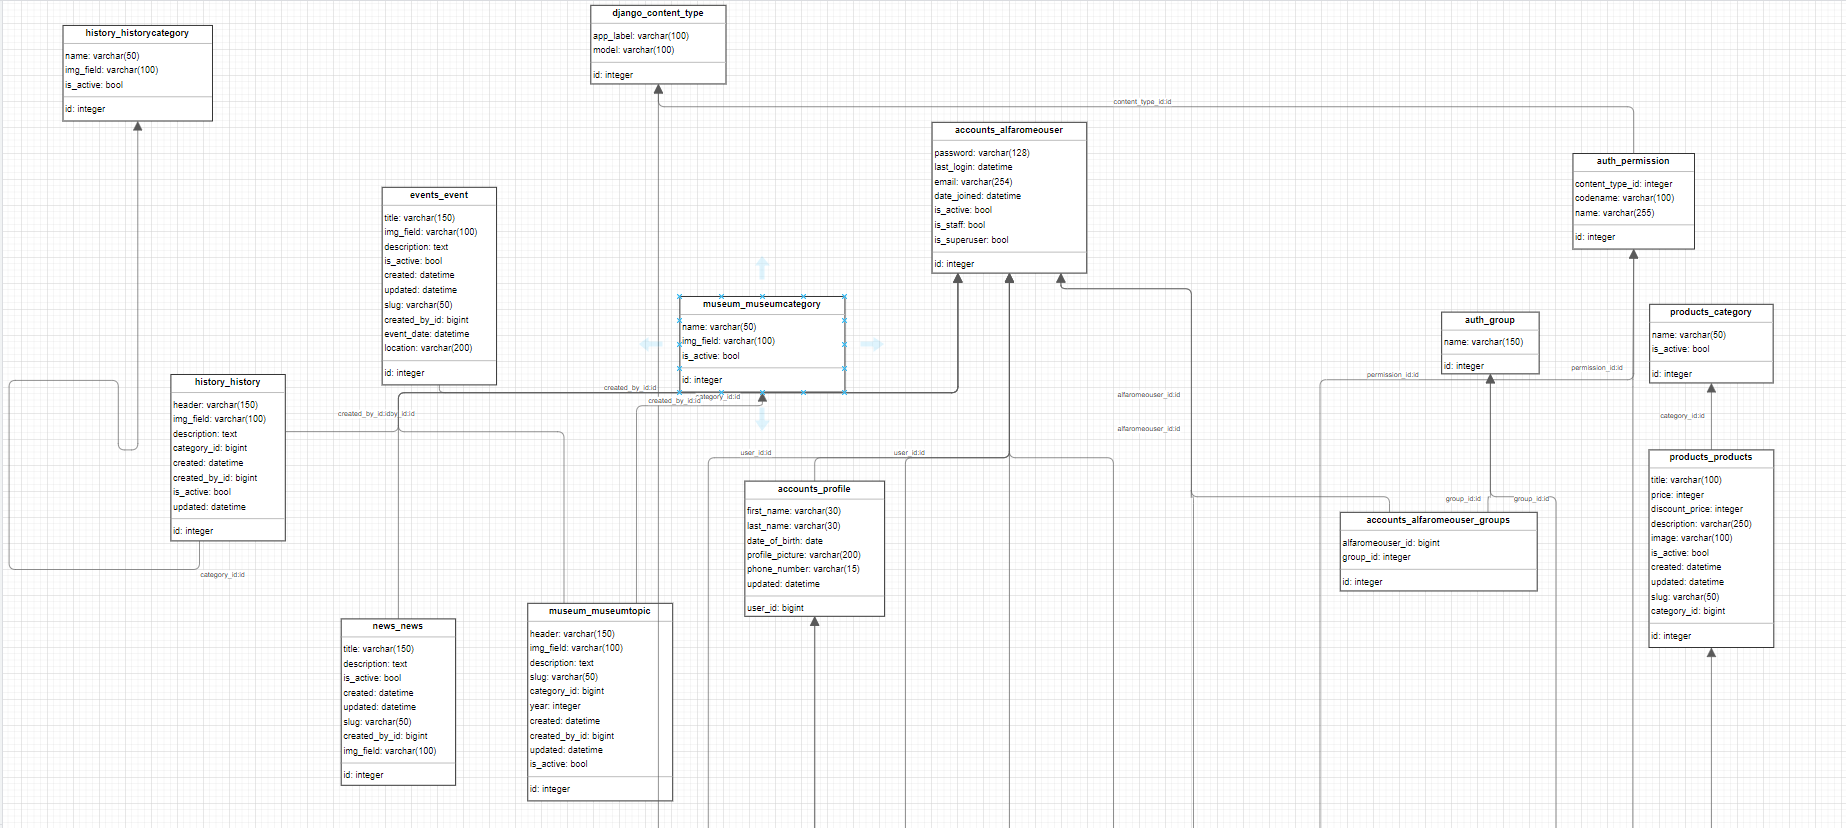 history_historycategory
name: varchar(50)
img_field: varchar(100)
is_active: bool
id: integer
django_content_type
app_label: varchar(100)
model: varchar(100)
id: integer
content_type_id:id
accounts_alfaromeouser
password: varchar(128)
last_login: datetime
email: varchar(254)
date_joined: datetime
is_active: bool
is_staff: bool
is_superuser: bool
id: integer
auth_permission
content_type_id: integer
codename: varchar(100)
name: varchar(255)
id: integer
events_event
title: varchar(150)
img_field: varchar(100)
description: text
is_active: bool
created: datetime
updated: datetime
slug: varchar(50)
created_by_id: bigint
event_date: datetime
location: varchar(200)
id: integer
museum_museumcategory
name: varchar(50)
img_field: varchar(100)
is_active: bool
id: integer
auth_group
name: varchar(150)
id: integer
products_category
name: varchar(50)
is_active: bool
id: integer
permission_id:id
permission_id:id
created_by_id:id
category_id:id
created_by_id:id
alfaromeouser_id:id
alfaromeouser_id:id
category_id:id
history_history
header: varchar(150)
img_field: varchar(100)
description: text
category_id: bigint
created: datetime
created_by_id: bigint
is_active: bool
updated: datetime
id: integer
category_id:id
created_by_id:id
by_id:id
user_id:id
user_id:id
accounts_profile
first_name: varchar(30)
last_name: varchar(30)
date_of_birth: date
profile_picture: varchar(200)
phone_number: varchar(15)
updated: datetime
user_id: bigint
group_id:id
group_id:id
accounts_alfaromeouser_groups
alfaromeouser_id: bigint
group_id: integer
id: integer
products_products
title: varchar(100)
price: integer
discount_price: integer
description: varchar(250)
image: varchar(100)
is_active: bool
created: datetime
updated: datetime
slug: varchar(50)
category_id: bigint
id: integer
news_news
title: varchar(150)
description: text
is_active: bool
created: datetime
updated: datetime
slug: varchar(50)
created_by_id: bigint
img_field: varchar(100)
id: integer
museum_museumtopic
header: varchar(150)
img_field: varchar(100)
description: text
slug: varchar(50)
category_id: bigint
year: integer
created: datetime
created_by_id: bigint
updated: datetime
is_active: bool
id: integer